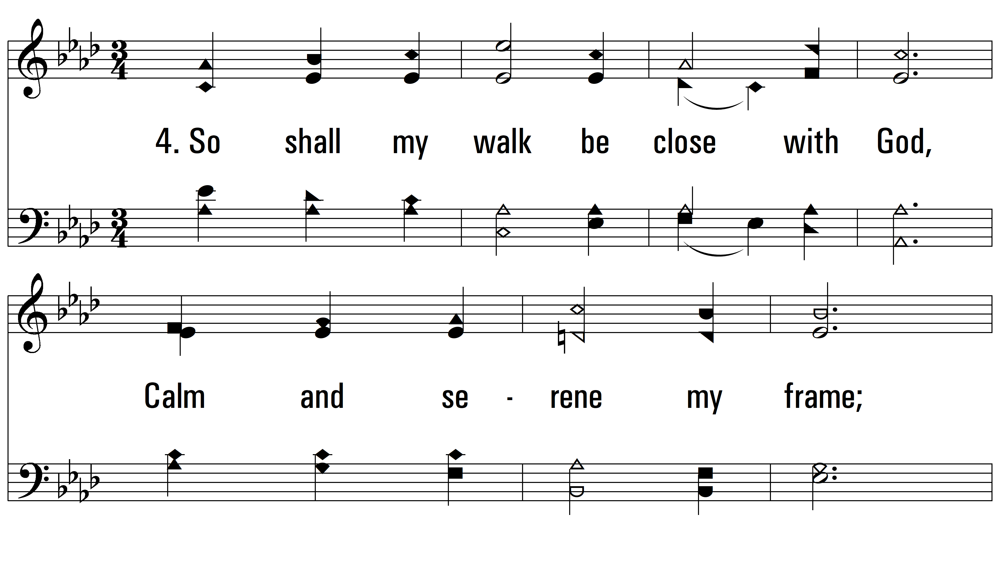 4. So shall my walk be close with God,
Calm and se - rene my frame;